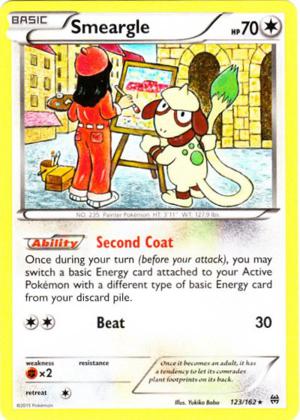 BASIC
Smeargle
HP 70
NO. 235 Painter Pokémon HT: 3'11" WT: 127.9 lbs.
Ability Second Coat
Once during your turn (before your attack), you may
switch a basic Energy card attached to your Active
Pokémon with a different type of basic Energy card
from your discard pile.
Beat 30
weakness resistance
×2
retreat
Once it becomes an adult, it has
a tendency to let its comrades
plant footprints on its back.
©2015 Pokémon
Illus. Yukiko Baba
123/162